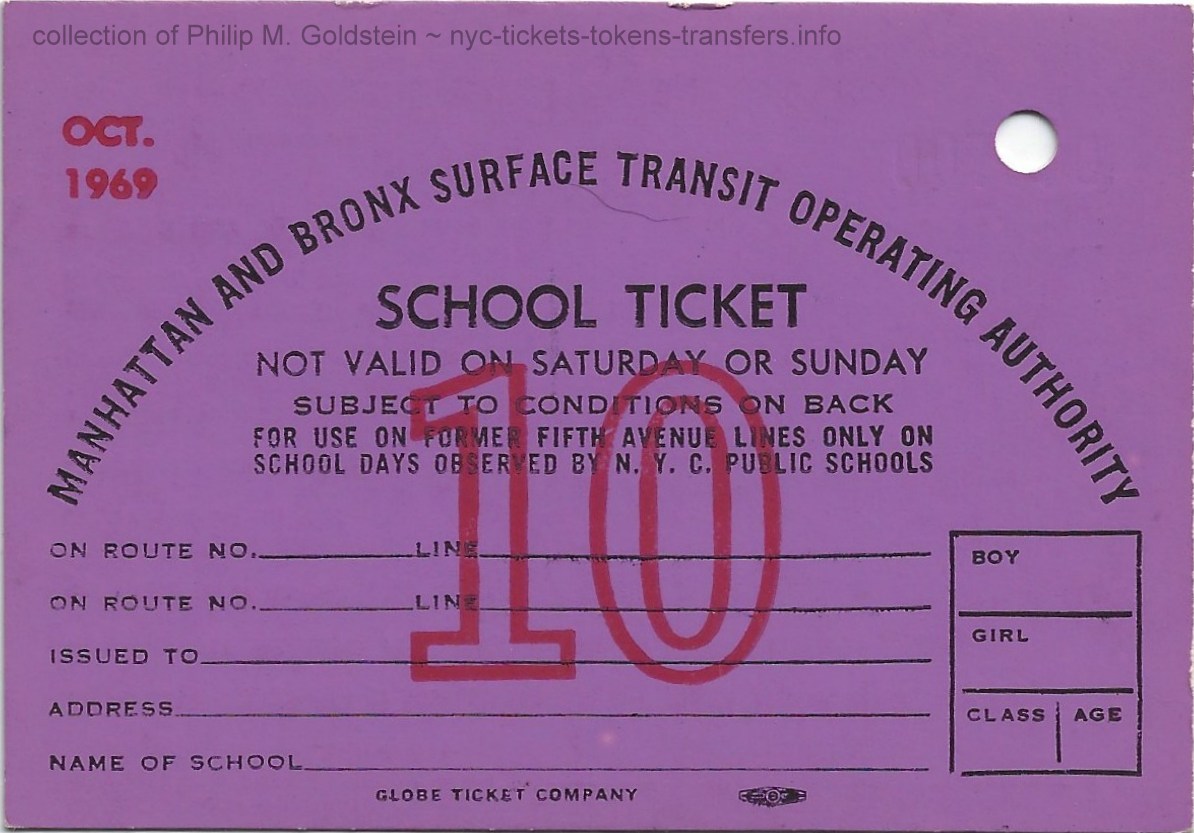 collection of Philip M. Goldstein ~ nyc-tickets-tokens-transfers.info
OCT.
1969
MANHATTAN AND BRONX SURFACE TRANSIT OPERATING AUTHORITY
SCHOOL TICKET
NOT VALID ON SATURDAY OR SUNDAY
SUBJECT TO CONDITIONS ON BACK
FOR USE ON FORMER FIFTH AVENUE LINES ONLY ON
SCHOOL DAYS OBSERVED BY N. Y. C. PUBLIC SCHOOLS
10
ON ROUTE NO. LINE
ON ROUTE NO. LINE
ISSUED TO
ADDRESS
NAME OF SCHOOL
BOY
GIRL
CLASS AGE
GLOBE TICKET COMPANY